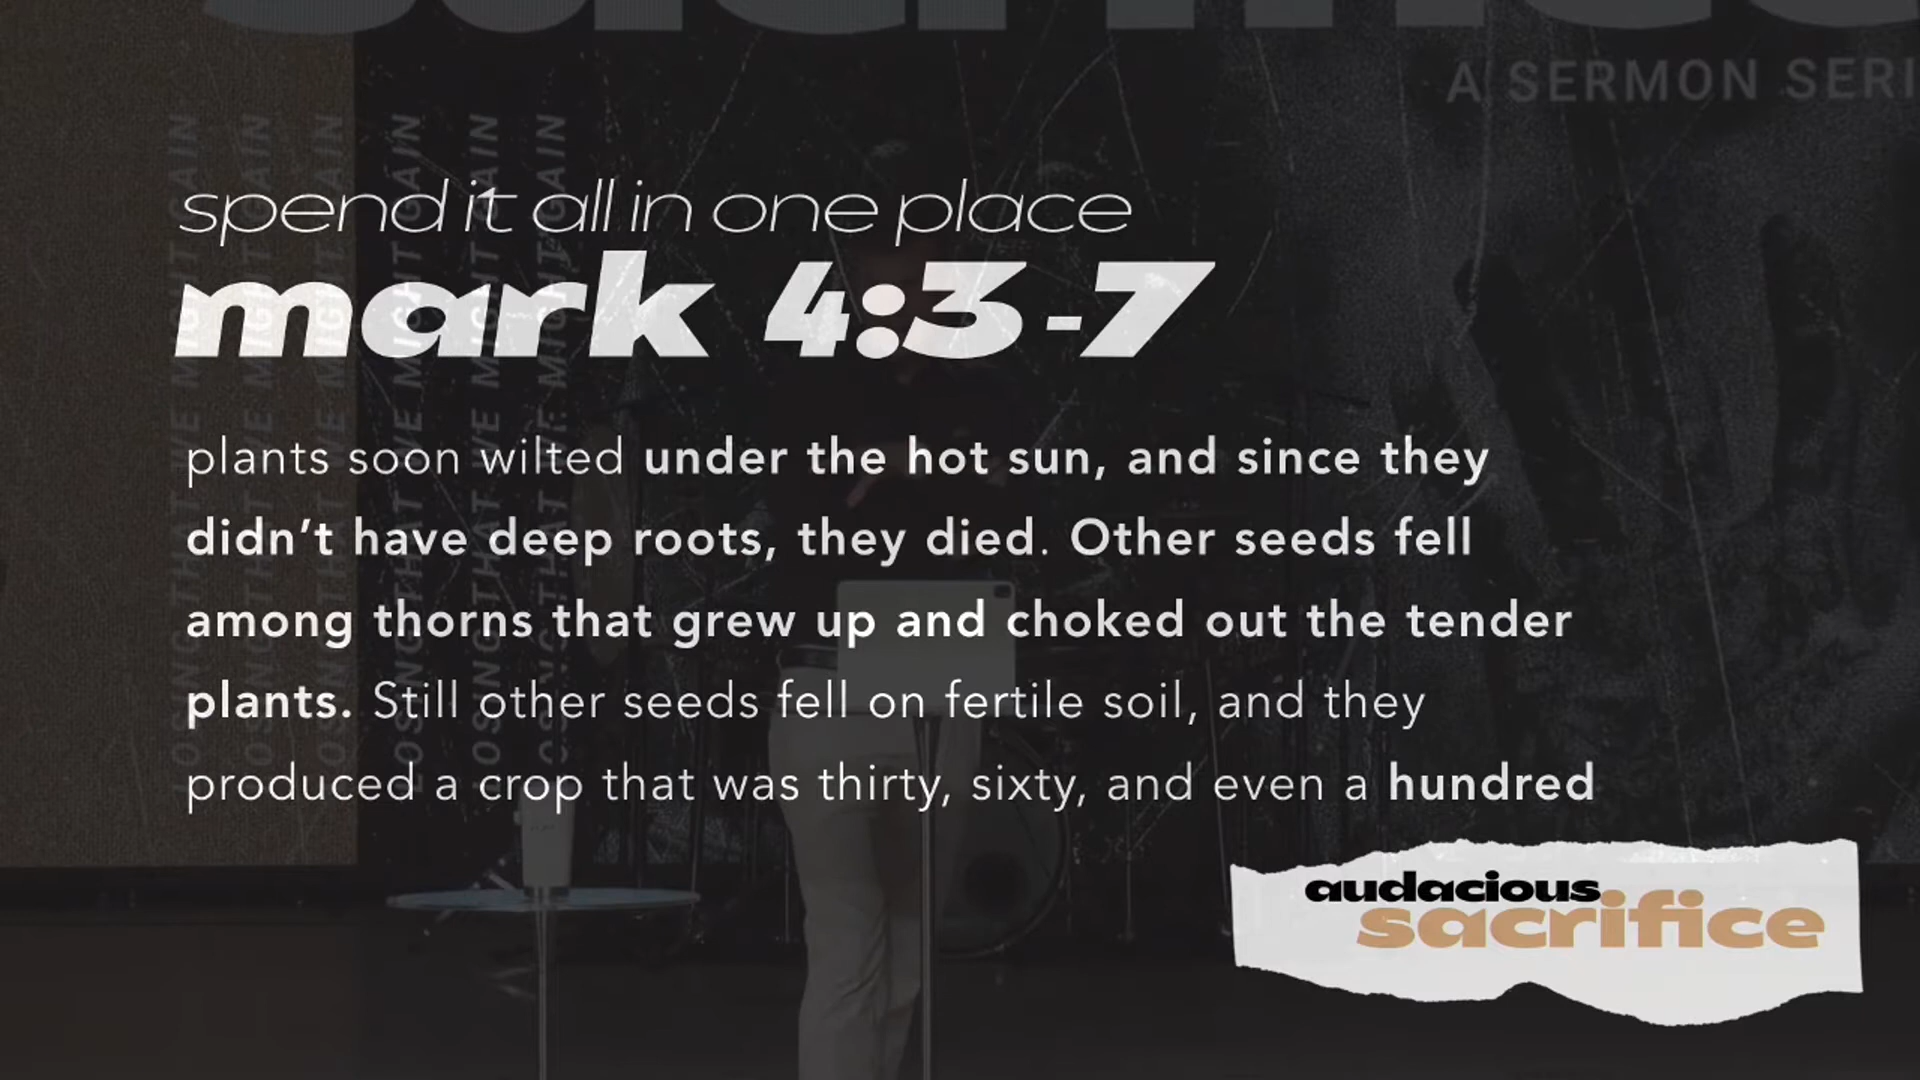 A SERMON SERI
spend it all in one place
mark 4:3-7
plants soon wilted under the hot sun, and since they
didn’t have deep roots, they died. Other seeds fell
among thorns that grew up and choked out the tender
plants. Still other seeds fell on fertile soil, and they
produced a crop that was thirty, sixty, and even a hundred
audacious
sacrifice